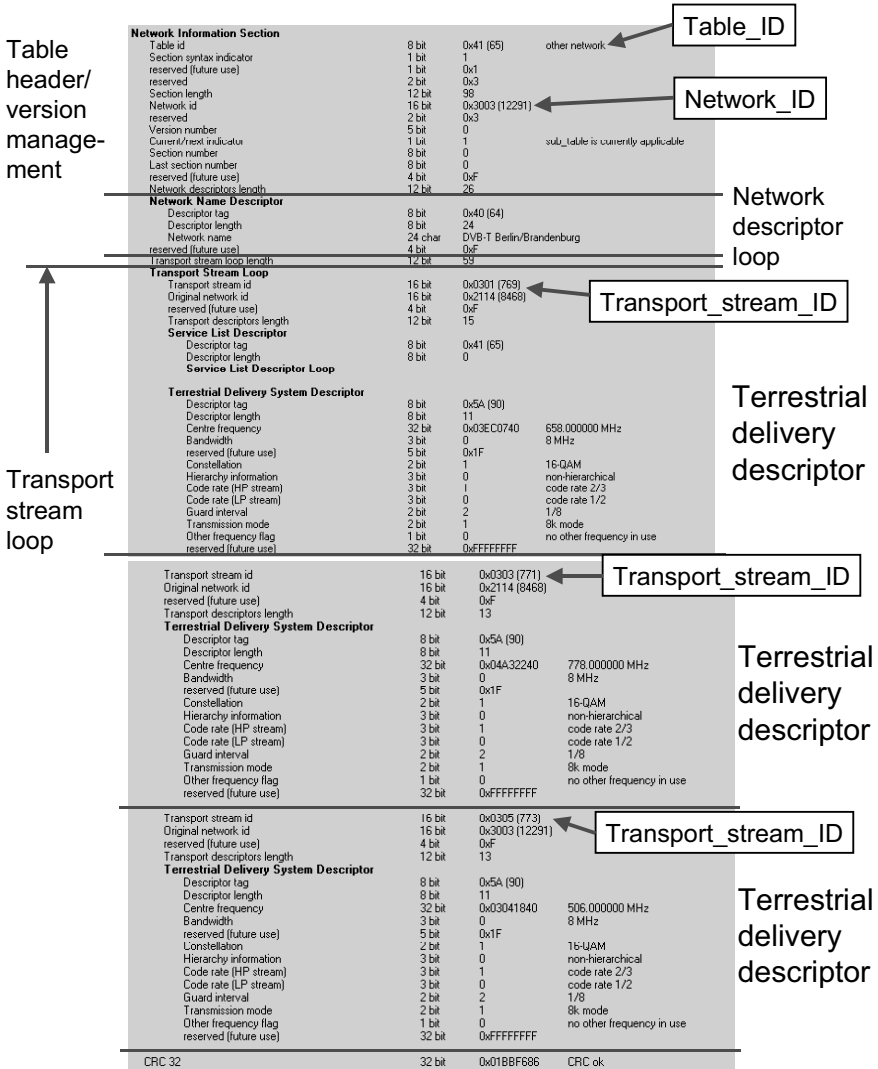 Table header/ version manage- ment
Table_ID
Network_ID
Network Information Section
Table id 8 bit 0x41 (65) other network
Section syntax indicator 1 bit 1
reserved (future use) 1 bit 0x1
reserved 2 bit 0x3
Section length 12 bit 98
Network id 16 bit 0x3003 (12291)
reserved 2 bit 0x3
Version number 5 bit 0
Current/next indicator 1 bit 1 sub_table is currently applicable
Section number 8 bit 0
Last section number 8 bit 0
reserved (future use) 4 bit 0xF
Network descriptors length 12 bit 26
Network descriptor loop
Network Name Descriptor
Descriptor tag 8 bit 0x40 (64)
Descriptor length 8 bit 24
Network name 24 char DVB-T Berlin/Brandenburg
reserved (future use) 4 bit 0xF
Transport stream loop length 12 bit 59
Transport stream loop
Transport_stream_ID
Transport Stream Loop
Transport stream id 16 bit 0x0301 (769)
Original network id 16 bit 0x2114 (8468)
reserved (future use) 4 bit 0xF
Transport descriptors length 12 bit 15
Service List Descriptor
Descriptor tag 8 bit 0x41 (65)
Descriptor length 8 bit 0
Service List Descriptor Loop
Terrestrial delivery descriptor
Terrestrial Delivery System Descriptor
Descriptor tag 8 bit 0x5A (90)
Descriptor length 8 bit 11
Centre frequency 32 bit 0x03EC0740 658.000000 MHz
Bandwidth 3 bit 0 8 MHz
reserved (future use) 5 bit 0x1F
Constellation 2 bit 1 16-QAM
Hierarchy information 3 bit 0 non-hierarchical
Code rate (HP stream) 3 bit 1 code rate 2/3
Code rate (LP stream) 3 bit 0 code rate 1/2
Guard interval 2 bit 2 1/8
Transmission mode 2 bit 1 8k mode
Other frequency flag 1 bit 0 no other frequency in use
reserved (future use) 32 bit 0xFFFFFFFF
Transport_stream_ID
Transport stream id 16 bit 0x0303 (771)
Original network id 16 bit 0x2114 (8468)
reserved (future use) 4 bit 0xF
Transport descriptors length 12 bit 13
Terrestrial delivery descriptor
Terrestrial Delivery System Descriptor
Descriptor tag 8 bit 0x5A (90)
Descriptor length 8 bit 11
Centre frequency 32 bit 0x04A32240 778.000000 MHz
Bandwidth 3 bit 0 8 MHz
reserved (future use) 5 bit 0x1F
Constellation 2 bit 1 16-QAM
Hierarchy information 3 bit 0 non-hierarchical
Code rate (HP stream) 3 bit 1 code rate 2/3
Code rate (LP stream) 3 bit 0 code rate 1/2
Guard interval 2 bit 2 1/8
Transmission mode 2 bit 1 8k mode
Other frequency flag 1 bit 0 no other frequency in use
reserved (future use) 32 bit 0xFFFFFFFF
Transport_stream_ID
Transport stream id 16 bit 0x0305 (773)
Original network id 16 bit 0x3003 (12291)
reserved (future use) 4 bit 0xF
Transport descriptors length 12 bit 13
Terrestrial delivery descriptor
Terrestrial Delivery System Descriptor
Descriptor tag 8 bit 0x5A (90)
Descriptor length 8 bit 11
Centre frequency 32 bit 0x03041840 506.000000 MHz
Bandwidth 3 bit 0 8 MHz
reserved (future use) 5 bit 0x1F
Constellation 2 bit 1 16-QAM
Hierarchy information 3 bit 0 non-hierarchical
Code rate (HP stream) 3 bit 1 code rate 2/3
Code rate (LP stream) 3 bit 0 code rate 1/2
Guard interval 2 bit 2 1/8
Transmission mode 2 bit 1 8k mode
Other frequency flag 1 bit 0 no other frequency in use
reserved (future use) 32 bit 0xFFFFFFFF
CRC 32 32 bit 0x01BBF686 CRC ok